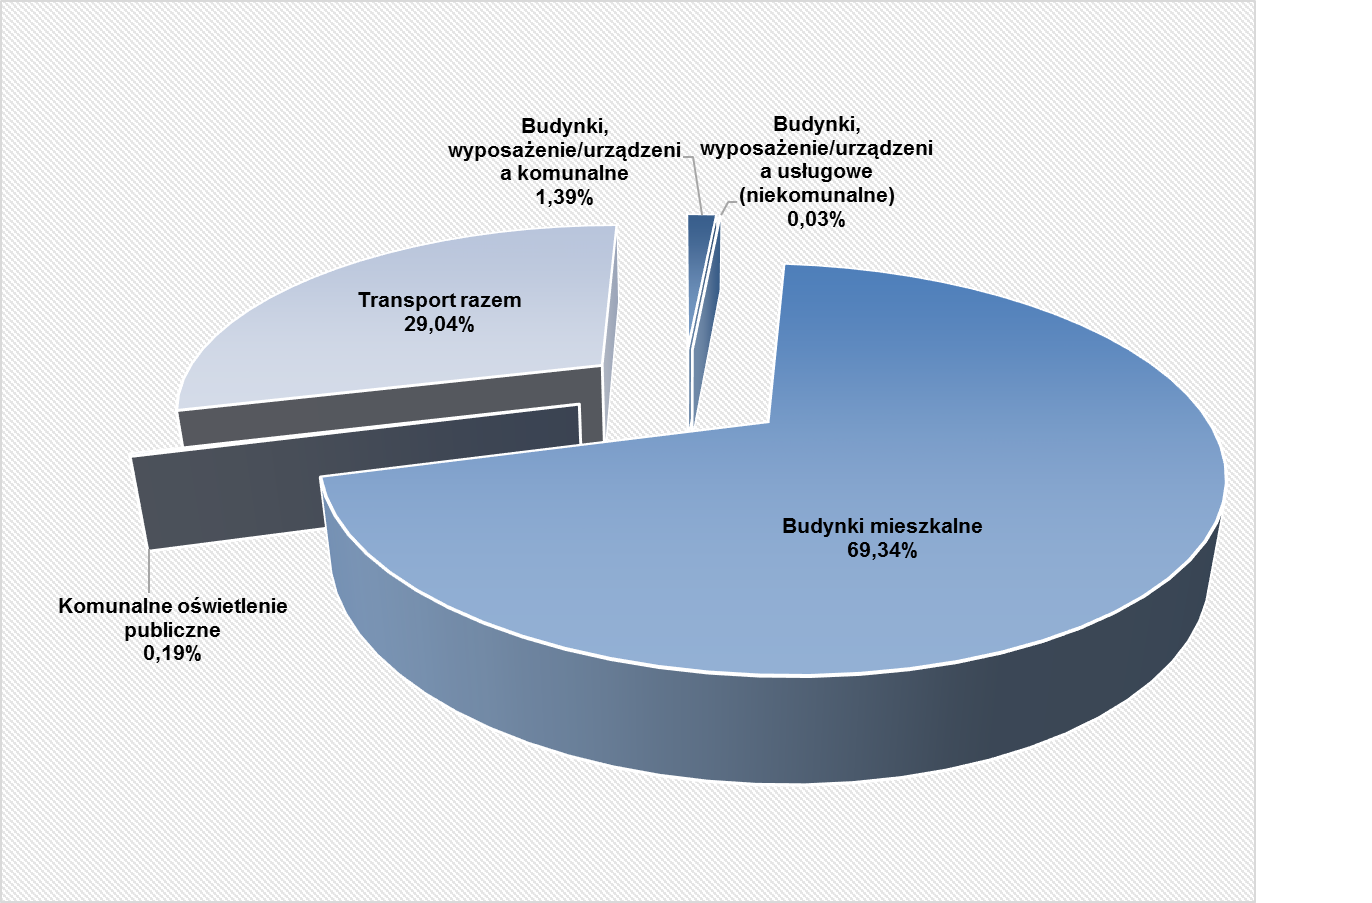 Budynki,
wyposażenie/urządzeni
a komunalne
1,39%
Budynki,
wyposażenie/urządzeni
a usługowe
(niekomunalne)
0,03%
Transport razem
29,04%
Budynki mieszkalne
69,34%
Komunalne oświetlenie
publiczne
0,19%